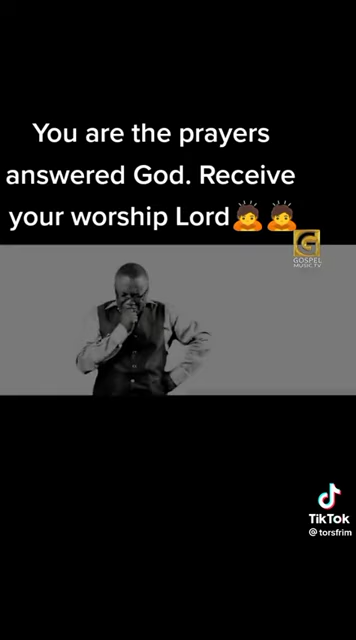 You are the prayers
answered God. Receive
your worship Lord🙇🙇
G
GOSPEL
MUSIC.TV
TikTok
@torsfrim